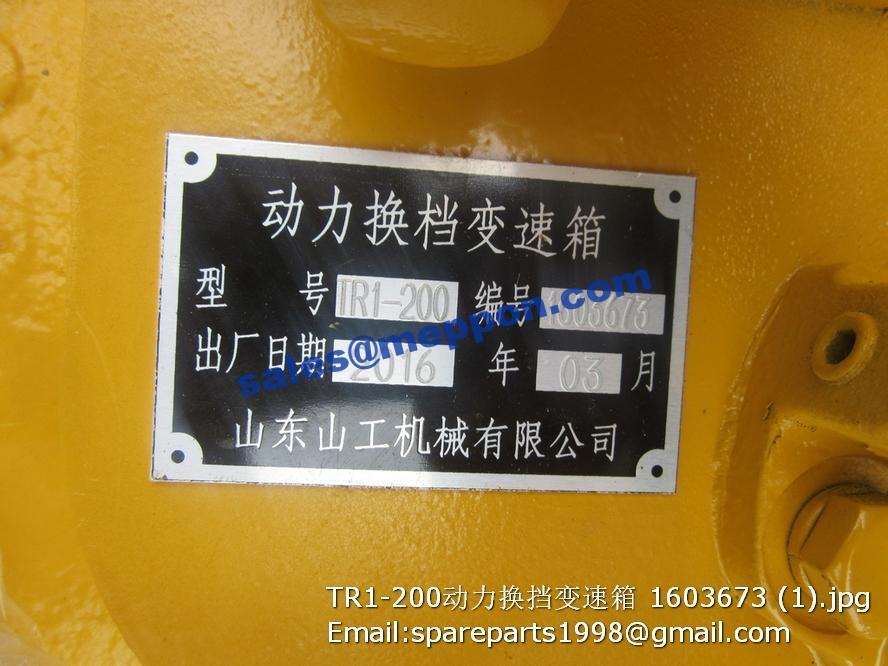 动力换档变速箱
型 号 TR1-200 编号 1603673
出厂日期 2016 年 03 月
山东山工机械有限公司
sales@meppon.com
TR1-200动力换挡变速箱 1603673 (1).jpg
Email:spareparts1998@gmail.com